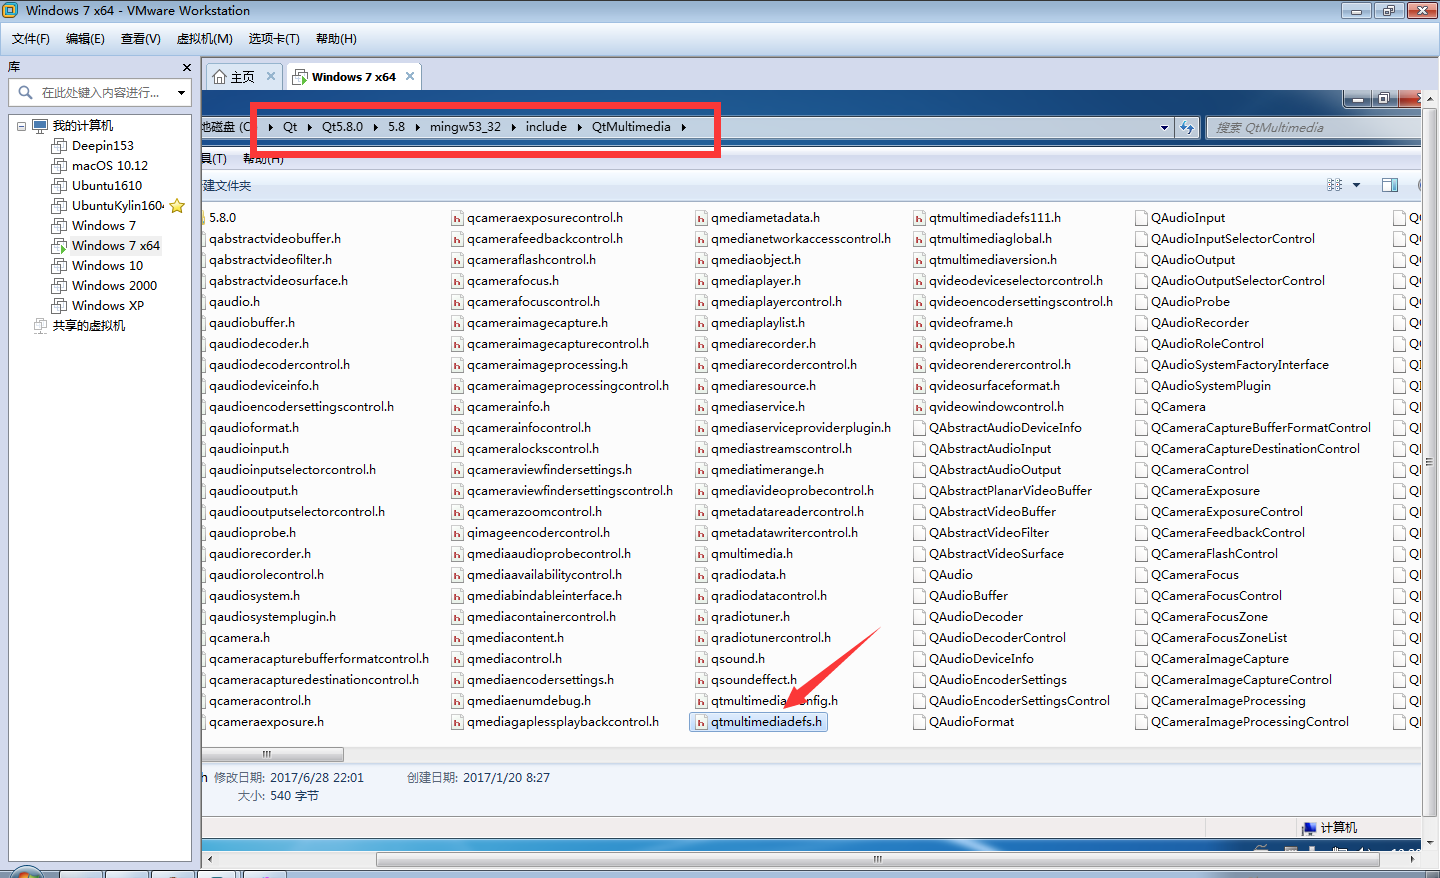 Windows 7 x64 - VMware Workstation
文件(F) 编辑(E) 查看(V) 虚拟机(M) 选项卡(T) 帮助(H)
库
在此处键入内容进行...
我的计算机
Deepin153
macOS 10.12
Ubuntu1610
UbuntuKylin1604
Windows 7
Windows 7 x64
Windows 10
Windows 2000
Windows XP
共享的虚拟机
主页
Windows 7 x64
地磁盘 (C
Qt
Qt5.8.0
5.8
mingw53_32
include
QtMultimedia
搜索 QtMultimedia
具(T) 帮助(H)
建文件夹
5.8.0
qabstractvideobuffer.h
qabstractvideofilter.h
qabstractvideosurface.h
qaudio.h
qaudiobuffer.h
qaudiodecoder.h
qaudiodecodercontrol.h
qaudiodeviceinfo.h
qaudioencodersettingscontrol.h
qaudioformat.h
qaudioinput.h
qaudioinputselectorcontrol.h
qaudiooutput.h
qaudiooutputselectorcontrol.h
qaudioprobe.h
qaudiorecorder.h
qaudiorolecontrol.h
qaudiosystem.h
qaudiosystemplugin.h
qcamera.h
qcameracapturebufferformatcontrol.h
qcameracapturedestinationcontrol.h
qcameracontrol.h
qcameraexposure.h
qcameraexposurecontrol.h
qcamerafeedbackcontrol.h
qcameraflashcontrol.h
qcamerafocus.h
qcamerafocuscontrol.h
qcameraimagecapture.h
qcameraimagecapturecontrol.h
qcameraimageprocessing.h
qcameraimageprocessingcontrol.h
qcamerainfo.h
qcamerainfocontrol.h
qcameralockscontrol.h
qcameraviewfindersettings.h
qcameraviewfindersettingscontrol.h
qcamerazoomcontrol.h
qimageencodercontrol.h
qmediaaudioprobecontrol.h
qmediaavailabilitycontrol.h
qmediabindableinterface.h
qmediacontainercontrol.h
qmediacontent.h
qmediacontrol.h
qmediaencodersettings.h
qmediaenumdebug.h
qmediagaplessplaybackcontrol.h
qmediametadata.h
qmedianetworkaccesscontrol.h
qmediaobject.h
qmediaplayer.h
qmediaplayercontrol.h
qmediaplaylist.h
qmediarecorder.h
qmediarecordercontrol.h
qmediaresource.h
qmediaservice.h
qmediaserviceproviderplugin.h
qmediastreamscontrol.h
qmediatimerange.h
qmediavideoprobecontrol.h
qmetadatareadercontrol.h
qmetadatawritercontrol.h
qmultimedia.h
qradiodata.h
qradiodatacontrol.h
qradiotuner.h
qradiotunercontrol.h
qsound.h
qsoundeffect.h
qtmultimediaconfig.h
qtmultimediadefs.h
qtmultimediadefs111.h
qtmultimediaglobal.h
qtmultimediaversion.h
qvideodeviceselectorcontrol.h
qvideoencodersettingscontrol.h
qvideoframe.h
qvideoprobe.h
qvideorenderercontrol.h
qvideosurfaceformat.h
qvideowindowcontrol.h
QAbstractAudioDeviceInfo
QAbstractAudioInput
QAbstractAudioOutput
QAbstractPlanarVideoBuffer
QAbstractVideoBuffer
QAbstractVideoFilter
QAbstractVideoSurface
QAudio
QAudioBuffer
QAudioDecoder
QAudioDecoderControl
QAudioDeviceInfo
QAudioEncoderSettings
QAudioEncoderSettingsControl
QAudioFormat
QAudioInput
QAudioInputSelectorControl
QAudioOutput
QAudioOutputSelectorControl
QAudioProbe
QAudioRecorder
QAudioRoleControl
QAudioSystemFactoryInterface
QAudioSystemPlugin
QCamera
QCameraCaptureBufferFormatControl
QCameraCaptureDestinationControl
QCameraControl
QCameraExposure
QCameraExposureControl
QCameraFeedbackControl
QCameraFlashControl
QCameraFocus
QCameraFocusControl
QCameraFocusZone
QCameraFocusZoneList
QCameraImageCapture
QCameraImageCaptureControl
QCameraImageProcessing
QCameraImageProcessingControl
h 修改日期: 2017/6/28 22:01 创建日期: 2017/1/20 8:27
大小: 540 字节
计算机